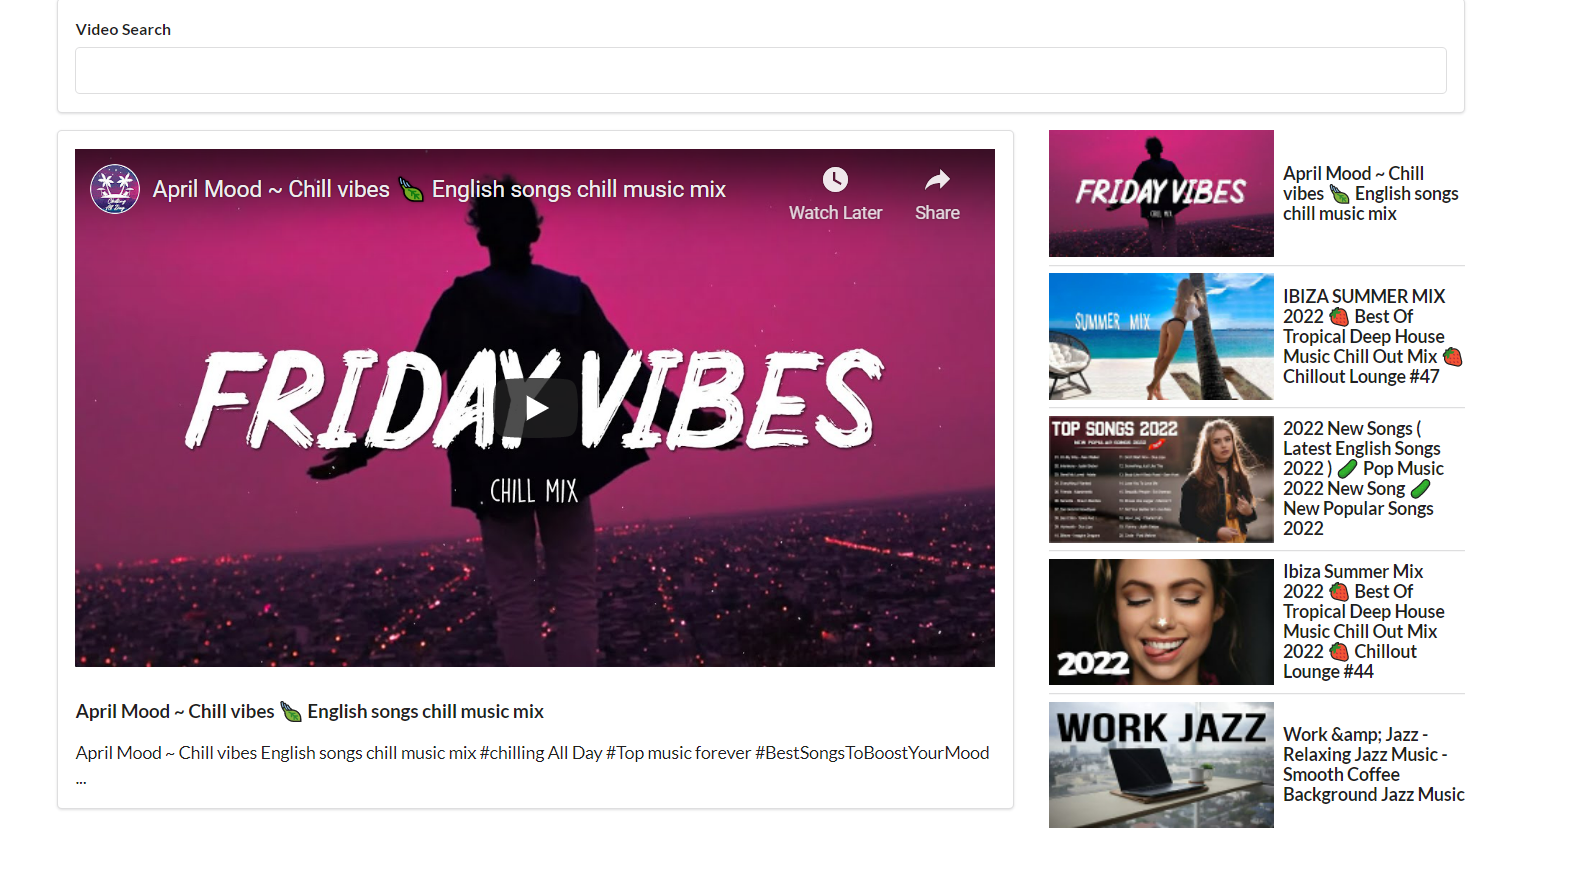 Video Search
April Mood ~ Chill vibes English songs chill music mix
Watch Later
Share
FRIDAY VIBES
CHILL MIX
April Mood ~ Chill vibes English songs chill music mix
April Mood ~ Chill vibes English songs chill music mix #chilling All Day #Top music forever #BestSongsToBoostYourMood
...
FRIDAY VIBES
CHILL MIX
April Mood ~ Chill
vibes English songs
chill music mix
SUMMER MIX
IBIZA SUMMER MIX
2022 Best Of
Tropical Deep House
Music Chill Out Mix
Chillout Lounge #47
TOP SONGS 2022
NEW POPULAR SONGS 2022
2022 New Songs (
Latest English Songs
2022 ) Pop Music
2022 New Song
New Popular Songs
2022
2022
Ibiza Summer Mix
2022 Best Of
Tropical Deep House
Music Chill Out Mix
2022 Chillout
Lounge #44
WORK JAZZ
Work &amp; Jazz -
Relaxing Jazz Music -
Smooth Coffee
Background Jazz Music